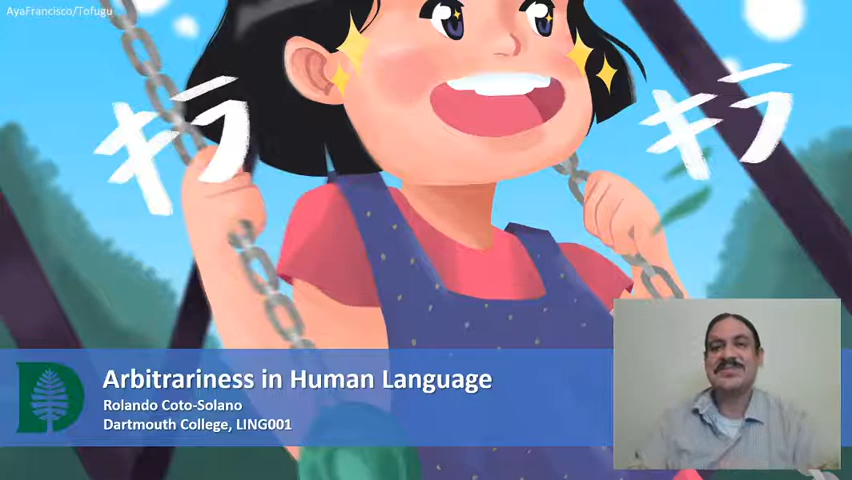 AyaFrancisco/Tofugu
キラ
キラ
Arbitrariness in Human Language
Rolando Coto-Solano
Dartmouth College, LING001